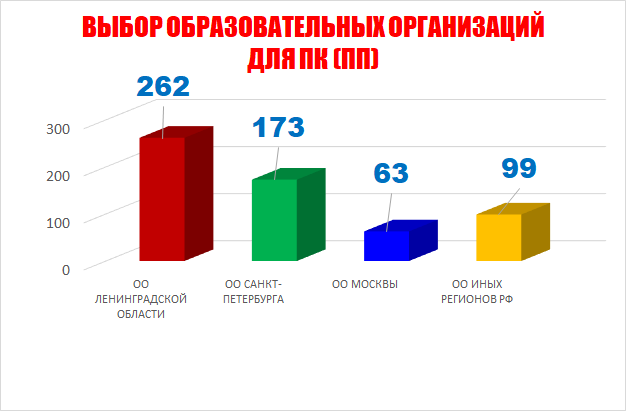 ВЫБОР ОБРАЗОВАТЕЛЬНЫХ ОРГАНИЗАЦИЙ
ДЛЯ ПК (ПП)
262
173
63
99
300
200
100
0
ОО
ЛЕНИНГРАДСКОЙ
ОБЛАСТИ
ОО САНКТ-
ПЕТЕРБУРГА
ОО МОСКВЫ
ОО ИНЫХ
РЕГИОНОВ РФ